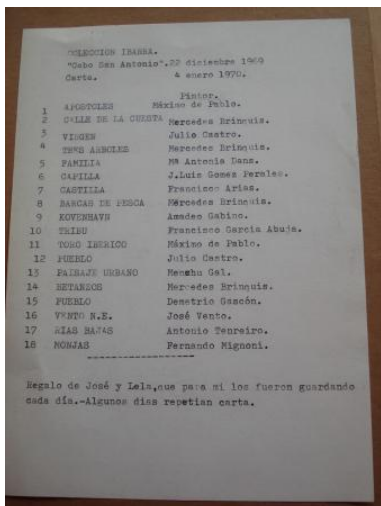 COLECCION IBARRA.
"Cabo San Antonio".22 diciembre 1969
Carta. 4 enero 1970.
Pintor.
1 APOSTOLES Máximo de Pablo.
2 CALLE DE LA CUESTA Mercedes Brinquis.
3 VIRGEN Julio Castro.
4 TRES ARBOLES Mercedes Brinquis.
5 FAMILIA Mª Antonia Dans.
6 CAPILLA J.Luis Gomez Perales.
7 CASTILLA Francisco Arias.
8 BARCAS DE PESCA Mercedes Brinquis.
9 KOVENHAVN Amadeo Gabino.
10 TRIBU Francisco Garcia Abuja.
11 TORO IBERICO Máximo de Pablo.
12 PUEBLO Julio Castro.
13 PAISAJE URBANO Menchu Gal.
14 BETANZOS Mercedes Brinquis.
15 PUEBLO Demetrio Gascón.
16 VENTO N.E. José Vento.
17 RIAS BAJAS Antonio Tenreiro.
18 MONJAS Fernando Mignoni.
-------------------
Regalo de José y Lela,que para mi los fueron guardando
cada día.-Algunos dias repetian carta.